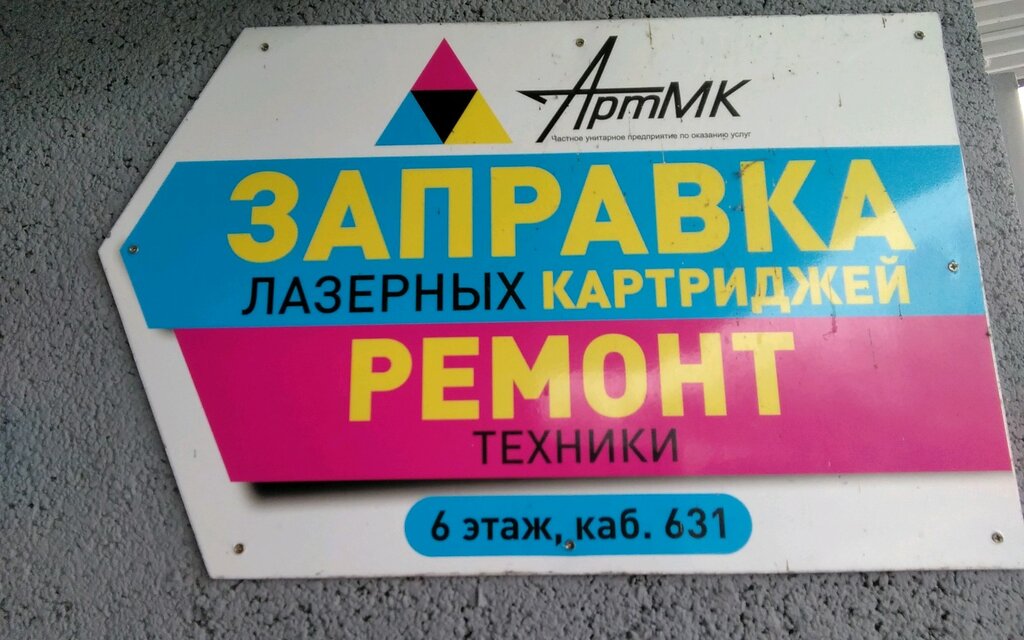 АртМК
Частное унитарное предприятие по оказанию услуг
ЗАПРАВКА
ЛАЗЕРНЫХ КАРТРИДЖЕЙ
РЕМОНТ
ТЕХНИКИ
6 этаж, каб. 631